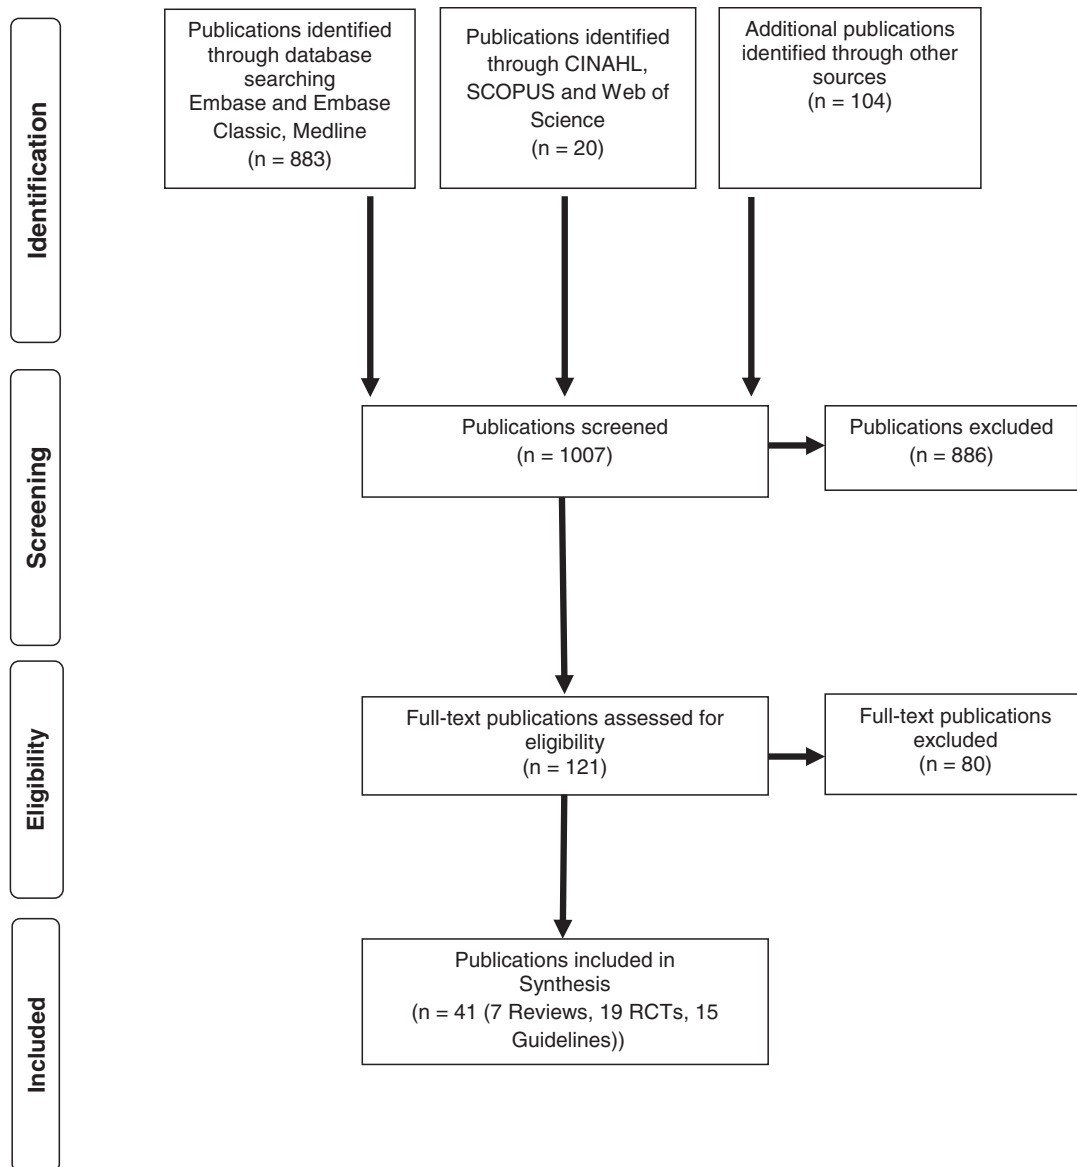 Identification
Publications identified
through database
searching
Embase and Embase
Classic, Medline
(n = 883)
Publications identified
through CINAHL,
SCOPUS and Web of
Science
(n = 20)
Additional publications
identified through other
sources
(n = 104)
Screening
Publications screened
(n = 1007)
Publications excluded
(n = 886)
Eligibility
Full-text publications assessed for
eligibility
(n = 121)
Full-text publications
excluded
(n = 80)
Included
Publications included in
Synthesis
(n = 41 (7 Reviews, 19 RCTs, 15
Guidelines))